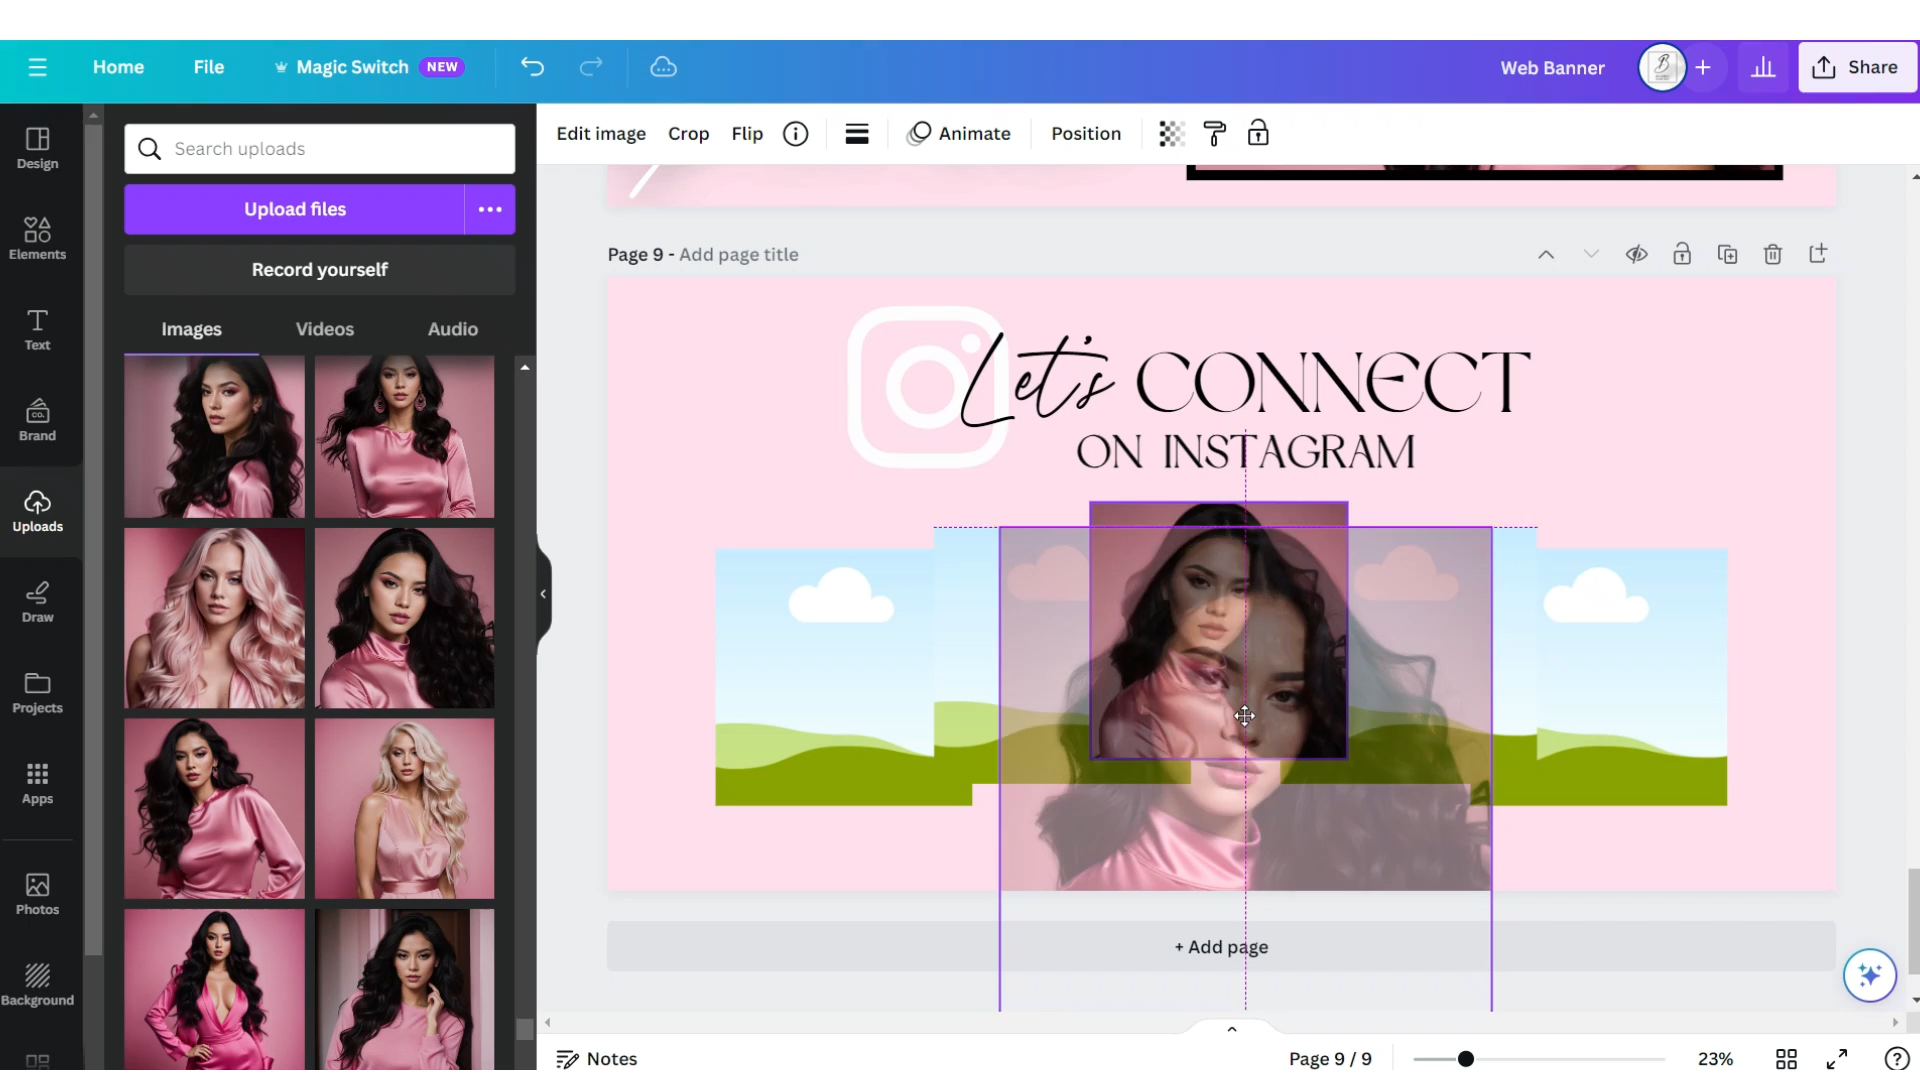 Home
File
Magic Switch NEW
Web Banner
Share
Design
Elements
Text
Brand
CO.
Uploads
Draw
Projects
Apps
Photos
Background
Search uploads
Upload files
Record yourself
Images
Videos
Audio
Edit image
Crop
Flip
Animate
Position
Page 9 - Add page title
Let's CONNECT
ON INSTAGRAM
+ Add page
Notes
Page 9 / 9
23%